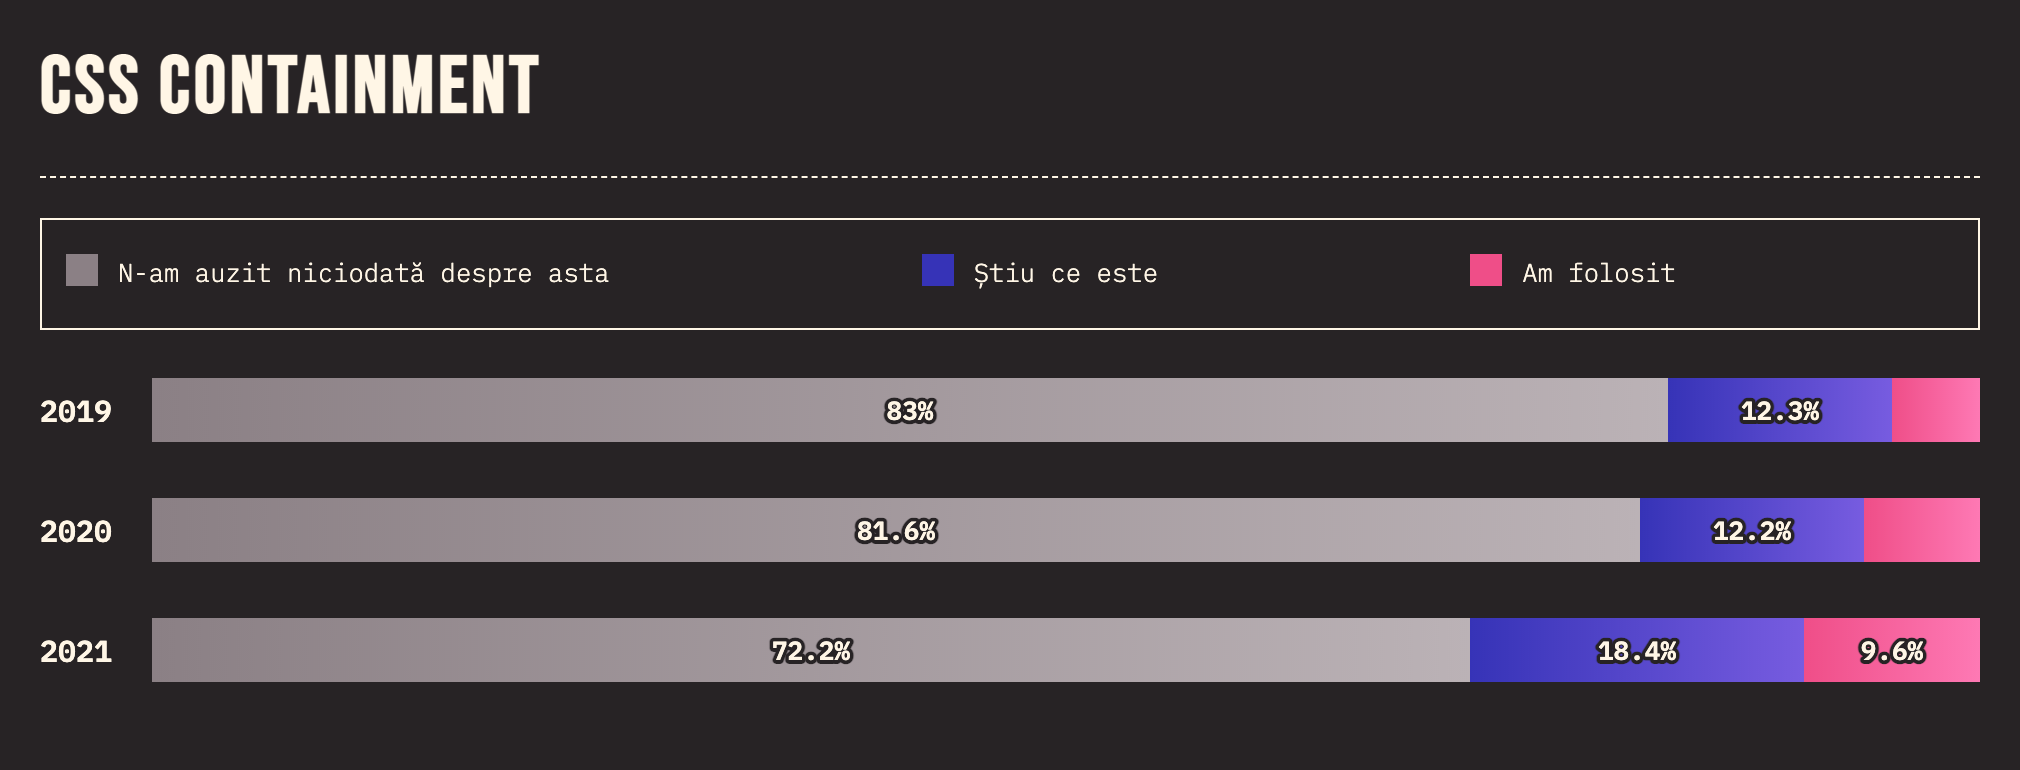 CSS CONTAINMENT
N-am auzit niciodată despre asta Știu ce este Am folosit
2019 83% 12.3%
2020 81.6% 12.2%
2021 72.2% 18.4% 9.6%